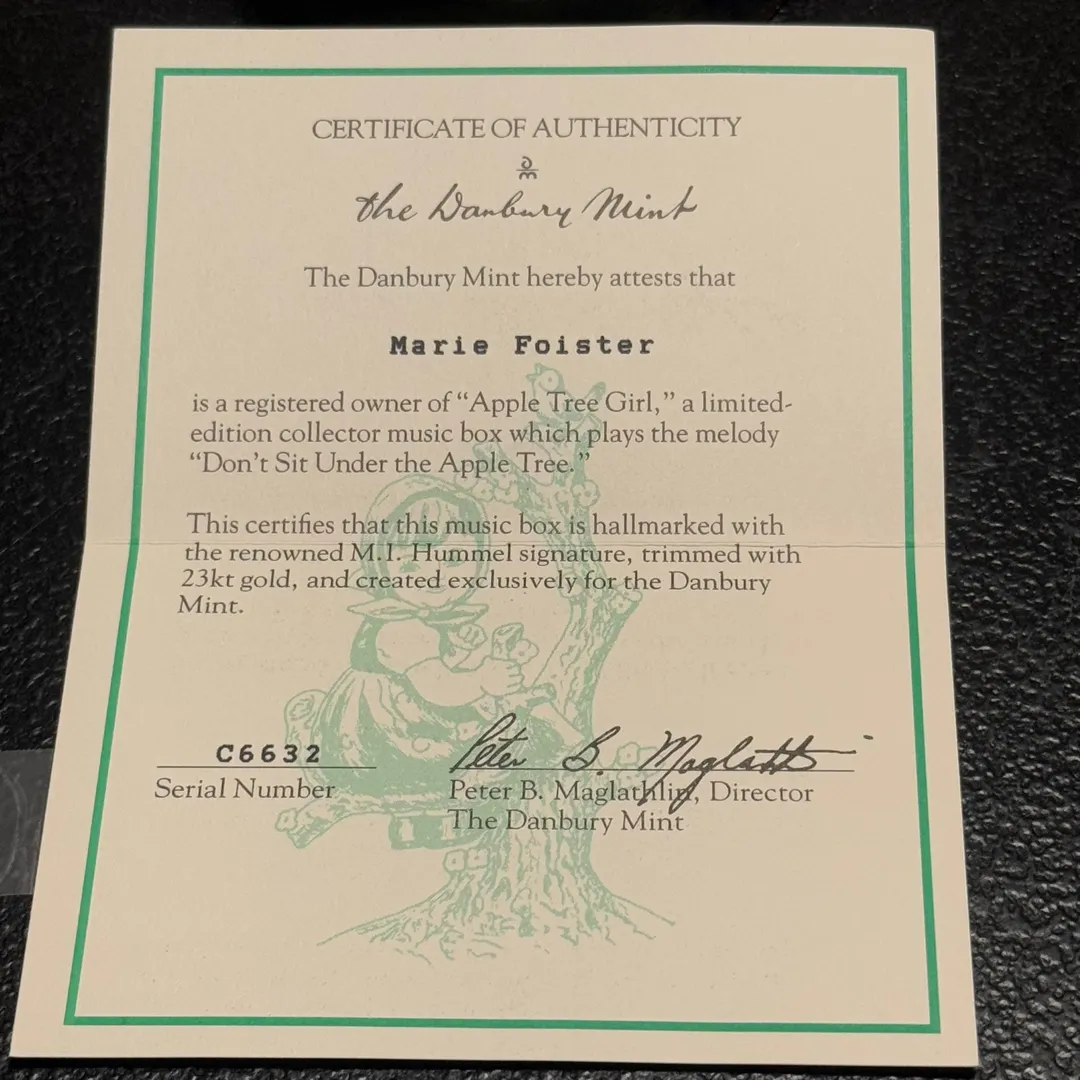 CERTIFICATE OF AUTHENTICITY
the Danbury Mint
The Danbury Mint hereby attests that
Marie Foister
is a registered owner of “Apple Tree Girl,” a limited-
edition collector music box which plays the melody
“Don’t Sit Under the Apple Tree.”
This certifies that this music box is hallmarked with
the renowned M.I. Hummel signature, trimmed with
23kt gold, and created exclusively for the Danbury
Mint.
C6632
Serial Number
Peter B. Maglathlin
Peter B. Maglathlin, Director
The Danbury Mint